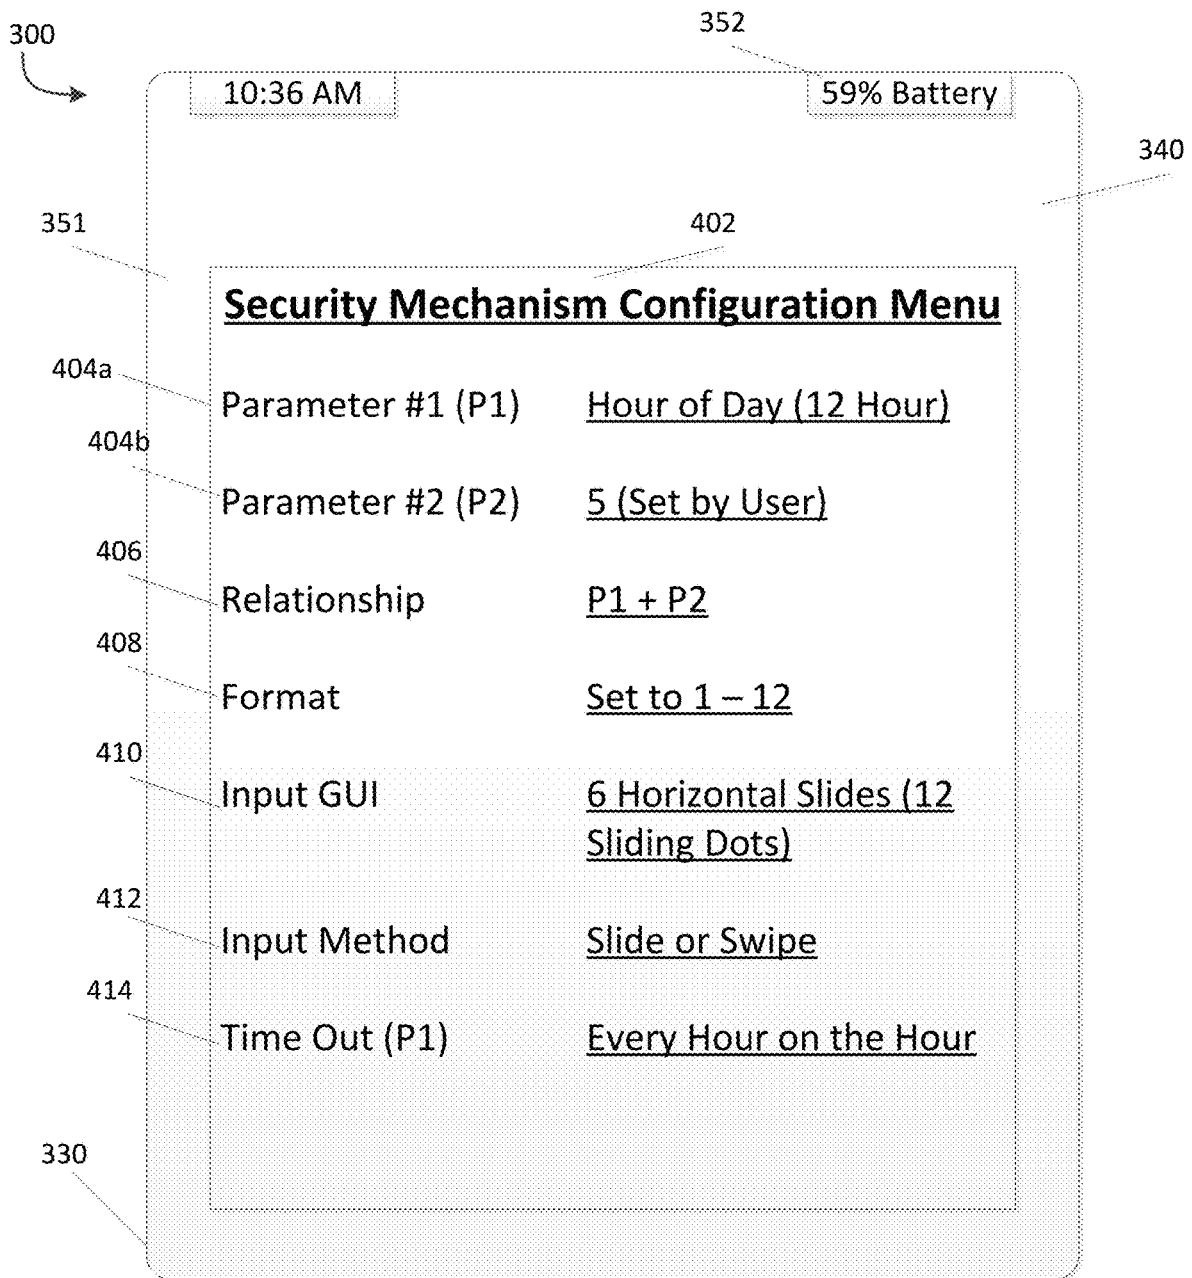 352
300
10:36 AM 59% Battery
340
351 402
Security Mechanism Configuration Menu
404a
Parameter #1 (P1) Hour of Day (12 Hour)
404b
Parameter #2 (P2) 5 (Set by User)
406
Relationship P1 + P2
408
Format Set to 1 – 12
410
Input GUI 6 Horizontal Slides (12
Sliding Dots)
412
Input Method Slide or Swipe
414
Time Out (P1) Every Hour on the Hour
330